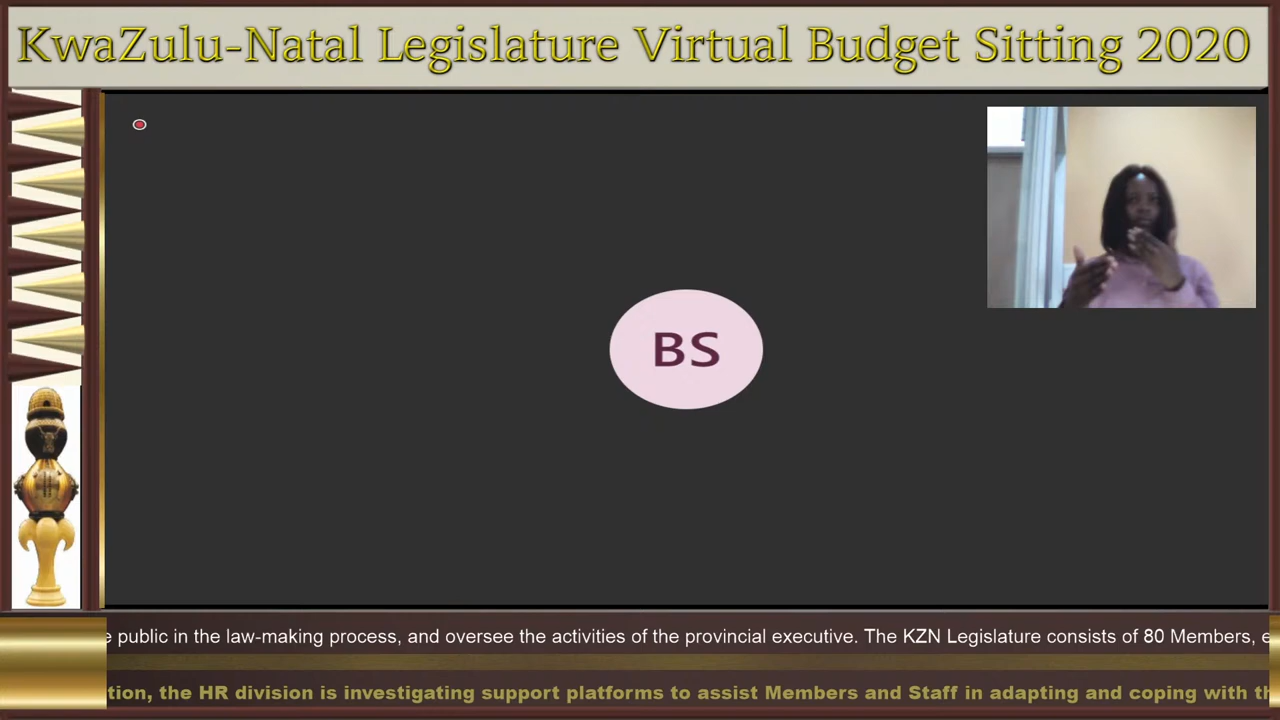 KwaZulu-Natal Legislature Virtual Budget Sitting 2020
BS
e public in the law-making process, and oversee the activities of the provincial executive. The KZN Legislature consists of 80 Members, e
tion, the HR division is investigating support platforms to assist Members and Staff in adapting and coping with th